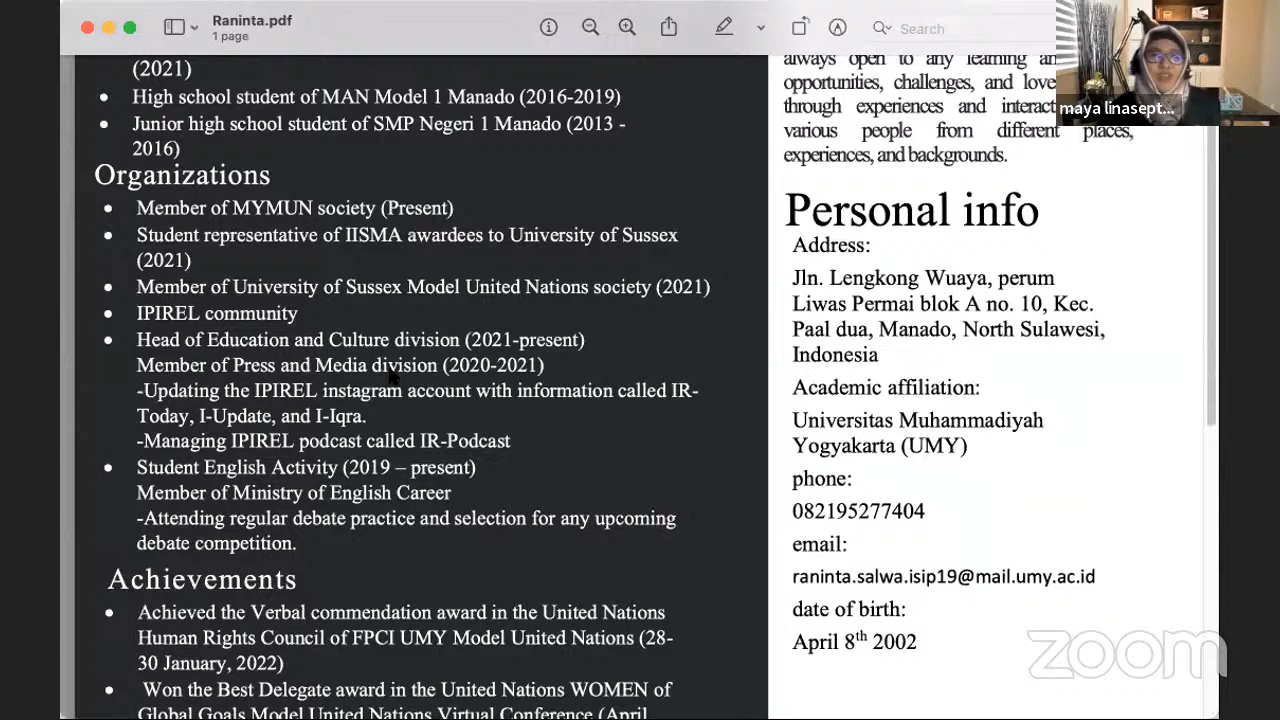 Raninta.pdf
1 page
Search
maya linasept...
(2021)
High school student of MAN Model 1 Manado (2016-2019)
Junior high school student of SMP Negeri 1 Manado (2013 -
2016)
Organizations
Member of MYMUN society (Present)
Student representative of IISMA awardees to University of Sussex
(2021)
Member of University of Sussex Model United Nations society (2021)
IPIREL community
Head of Education and Culture division (2021-present)
Member of Press and Media division (2020-2021)
-Updating the IPIREL instagram account with information called IR-
Today, I-Update, and I-Iqra.
-Managing IPIREL podcast called IR-Podcast
Student English Activity (2019 – present)
Member of Ministry of English Career
-Attending regular debate practice and selection for any upcoming
debate competition.
Achievements
Achieved the Verbal commendation award in the United Nations
Human Rights Council of FPCI UMY Model United Nations (28-
30 January, 2022)
Won the Best Delegate award in the United Nations WOMEN of
Global Goals Model United Nations Virtual Conference (April
always open to any learning an
opportunities, challenges, and love
through experiences and interact
various people from different places,
experiences, and backgrounds.
Personal info
Address:
Jln. Lengkong Wuaya, perum
Liwas Permai blok A no. 10, Kec.
Paal dua, Manado, North Sulawesi,
Indonesia
Academic affiliation:
Universitas Muhammadiyah
Yogyakarta (UMY)
phone:
082195277404
email:
raninta.salwa.isip19@mail.umy.ac.id
date of birth:
April 8th 2002
zoom